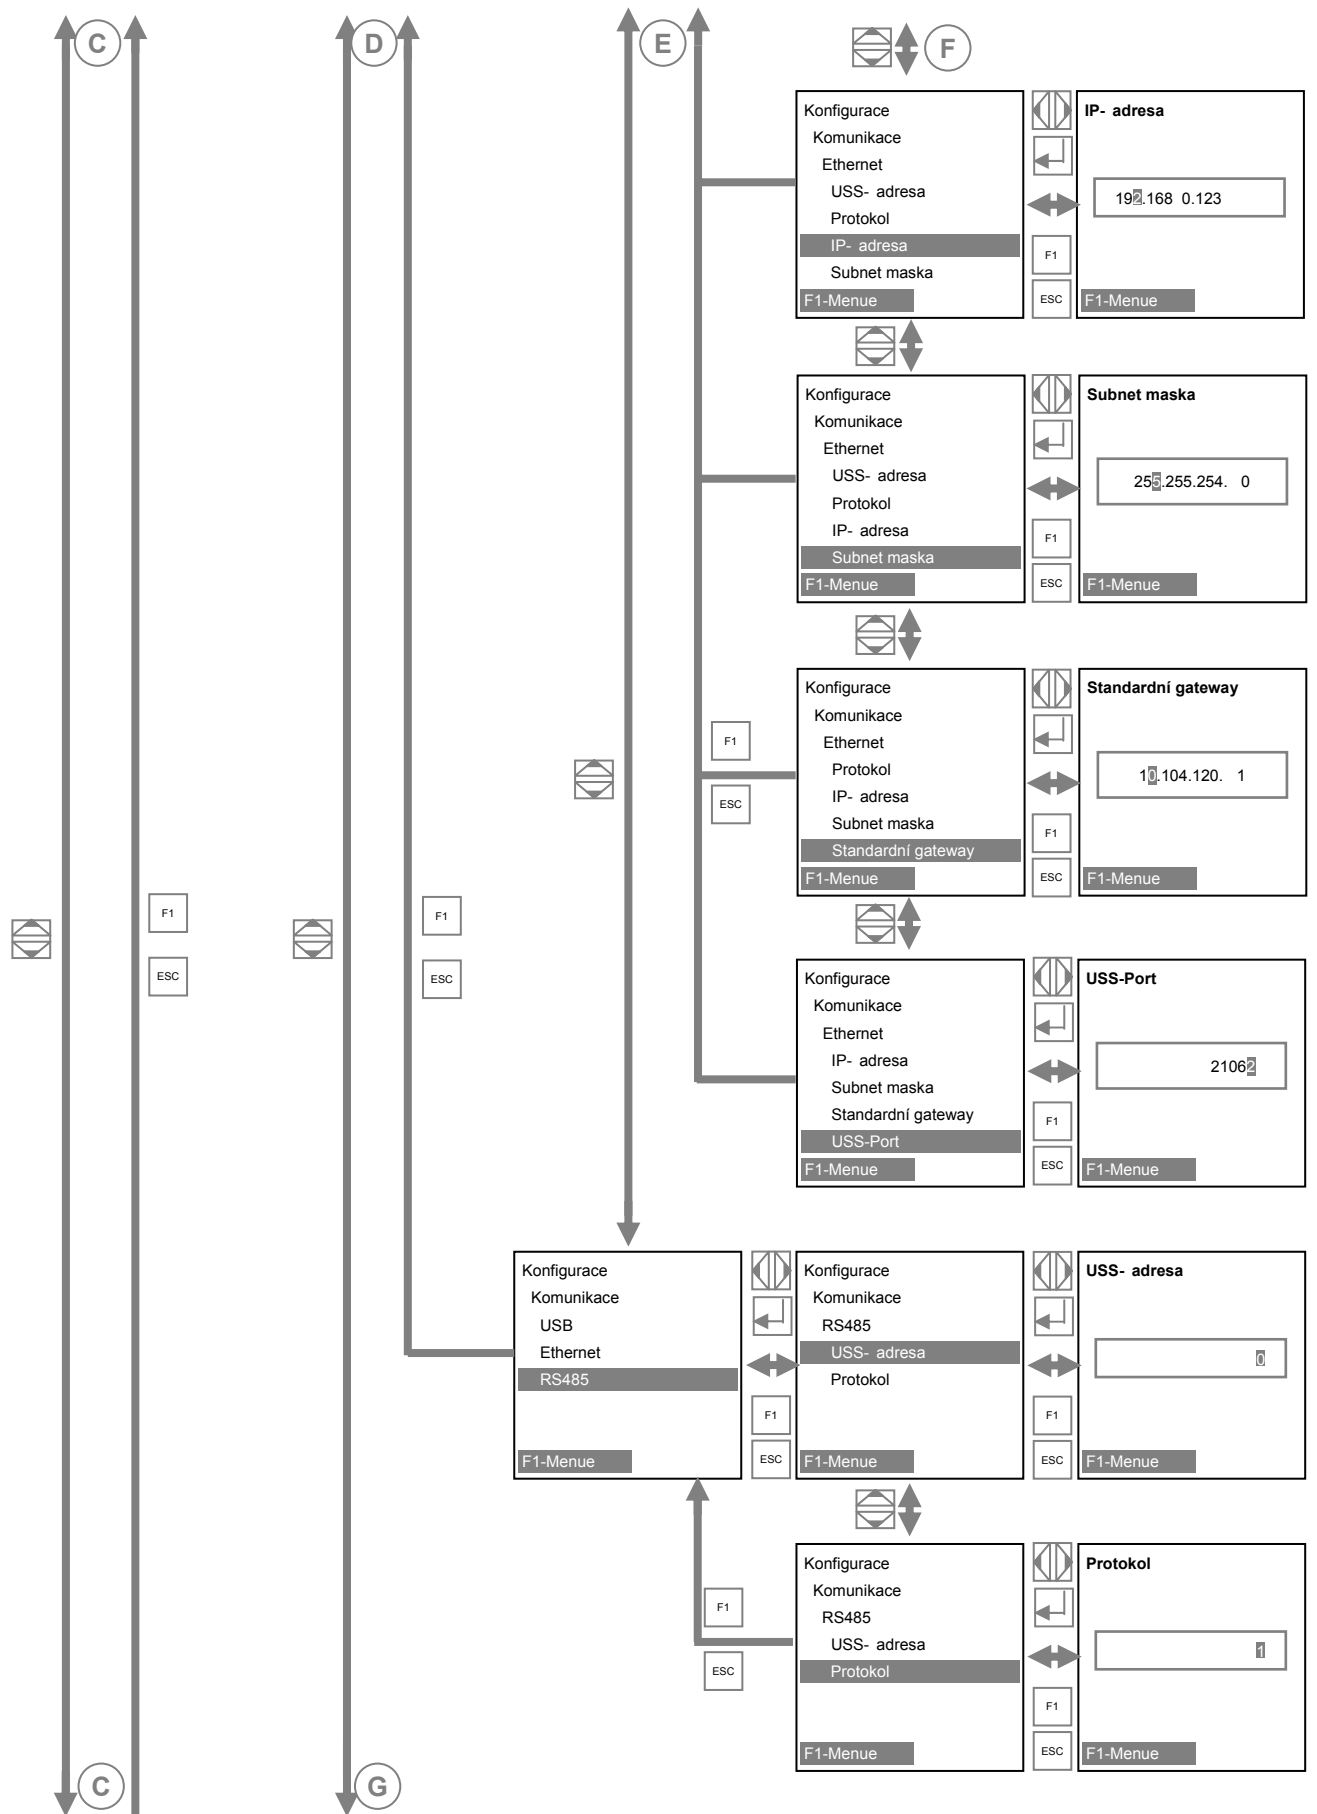 C
D
E
F
Konfigurace
Komunikace
Ethernet
USS- adresa
Protokol
IP- adresa
Subnet maska
F1-Menue
F1
ESC
IP- adresa
192.168 0.123
F1-Menue
Konfigurace
Komunikace
Ethernet
USS- adresa
Protokol
IP- adresa
Subnet maska
F1-Menue
F1
ESC
Subnet maska
255.255.254. 0
F1-Menue
F1
ESC
Konfigurace
Komunikace
Ethernet
Protokol
IP- adresa
Subnet maska
Standardní gateway
F1-Menue
F1
ESC
Standardní gateway
10.104.120. 1
F1-Menue
F1
ESC
F1
ESC
Konfigurace
Komunikace
Ethernet
IP- adresa
Subnet maska
Standardní gateway
USS-Port
F1-Menue
F1
ESC
USS-Port
21062
F1-Menue
Konfigurace
Komunikace
USB
Ethernet
RS485
F1-Menue
F1
ESC
Konfigurace
Komunikace
RS485
USS- adresa
Protokol
F1-Menue
F1
ESC
USS- adresa
0
F1-Menue
F1
ESC
Konfigurace
Komunikace
RS485
USS- adresa
Protokol
F1-Menue
F1
ESC
Protokol
1
F1-Menue
C
G